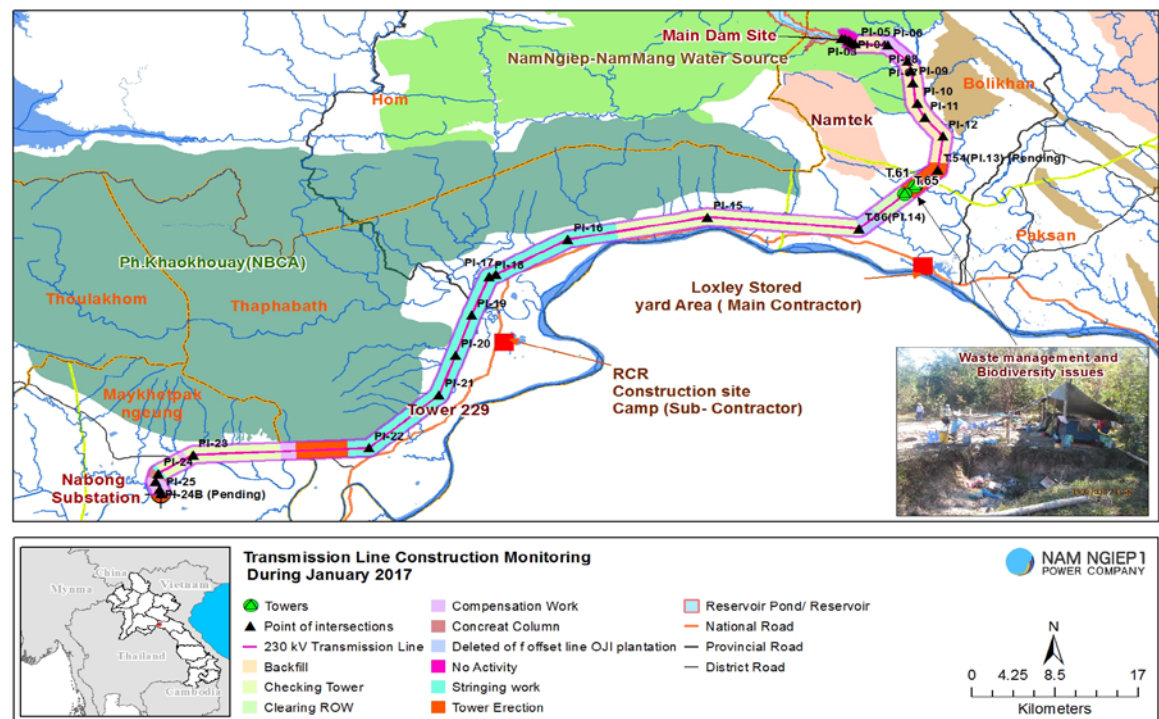 Main Dam Site
PI-05
PI-06
PI-04
PI-03
NamNgiep-NamMang Water Source
PI-08
PI-09
PI-10
Bolikhan
Hom
PI-11
Namtek
PI-12
T.54(PI.13) (Pending)
T.61
T.65
PI-15
T.86(PI.14)
PI-16
Paksan
PI-17
PI-18
Ph.Khaokhouay(NBCA)
Thoulakhom
Thaphabath
Loxley Stored
yard Area ( Main Contractor)
PI-19
PI-20
Waste management and
Biodiversity issues
RCR
Construction site
Camp (Sub- Contractor)
PI-21
Maykhetpak
ngeung
Tower 229
PI-22
PI-23
PI-24
Nabong
Substation
PI-25
PI-24B (Pending)
Transmission Line Construction Monitoring
During January 2017
China
Mynma
Vietnam
Thailand
Cambodia
Towers
Point of intersections
230 kV Transmission Line
Backfill
Checking Tower
Clearing ROW
Compensation Work
Concreat Column
Deleted of f offset line OJI plantation
No Activity
Stringing work
Tower Erection
Reservoir Pond/ Reservoir
National Road
Provincial Road
District Road
NAM NGIEP1
POWER COMPANY
N
0 4.25 8.5 17
Kilometers